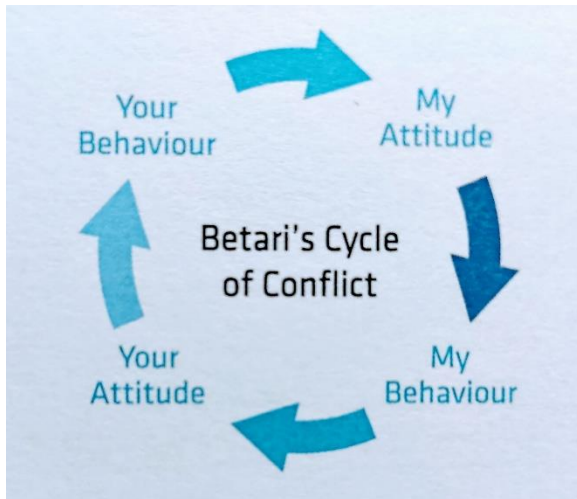 Your
Behaviour
My
Attitude
Betari's Cycle
of Conflict
Your
Attitude
My
Behaviour